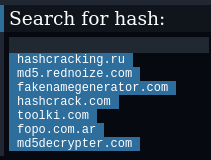 Search for hash:
hashcracking.ru
md5.rednoize.com
fakenamegenerator.com
hashcrack.com
toolki.com
fopo.com.ar
md5decrypter.com